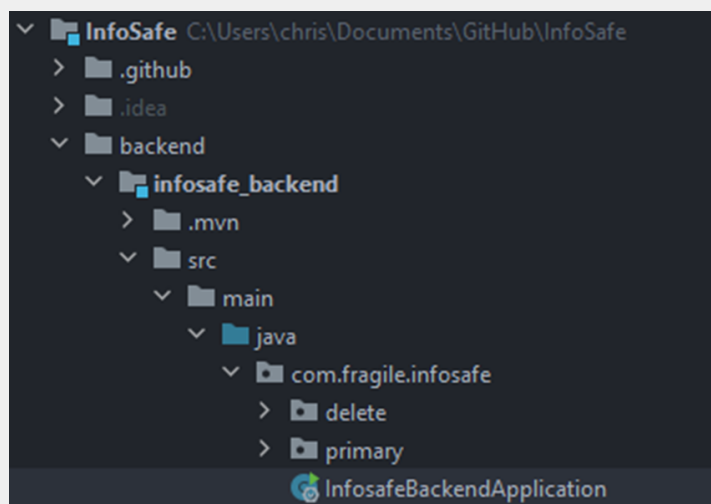 InfoSafe C:\Users\chris\Documents\GitHub\InfoSafe
.github
.idea
backend
infosafe_backend
.mvn
src
main
java
com.fragile.infosafe
delete
primary
InfosafeBackendApplication